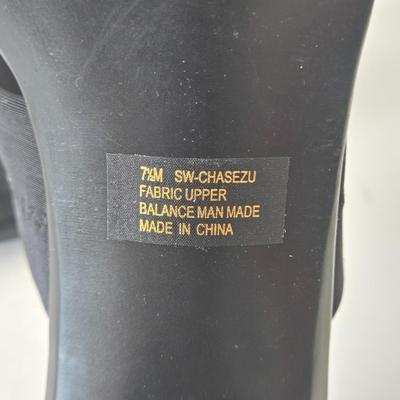 7½M SW-CHASEZU
FABRIC UPPER
BALANCE MAN MADE
MADE IN CHINA